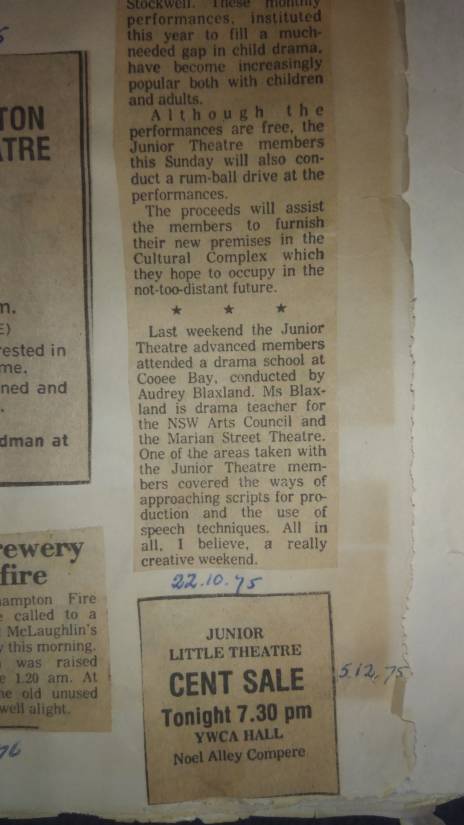 Stockwell. These monthly
performances, instituted
this year to fill a much-
needed gap in child drama,
have become increasingly
popular both with children
and adults.
Although the
performances are free, the
Junior Theatre members
this Sunday will also con-
duct a rum-ball drive at the
performances.
The proceeds will assist
the members to furnish
their new premises in the
Cultural Complex which
they hope to occupy in the
not-too-distant future.
★ ★ ★
Last weekend the Junior
Theatre advanced members
attended a drama school at
Cooee Bay, conducted by
Audrey Blaxland. Ms Blax-
land is drama teacher for
the NSW Arts Council and
the Marian Street Theatre.
One of the areas taken with
the Junior Theatre mem-
bers covered the ways of
approaching scripts for pro-
duction and the use of
speech techniques. All in
all, I believe, a really
creative weekend.
22.10.75
JUNIOR
LITTLE THEATRE
CENT SALE
Tonight 7.30 pm
YWCA HALL
Noel Alley Compere
5.12.75
TON
ATRE
m.
E)
rested in
me.
ned and
dman at
rewery
fire
hampton Fire
e called to a
McLaughlin's
y this morning.
was raised
e 1.20 am. At
he old unused
well alight.
76